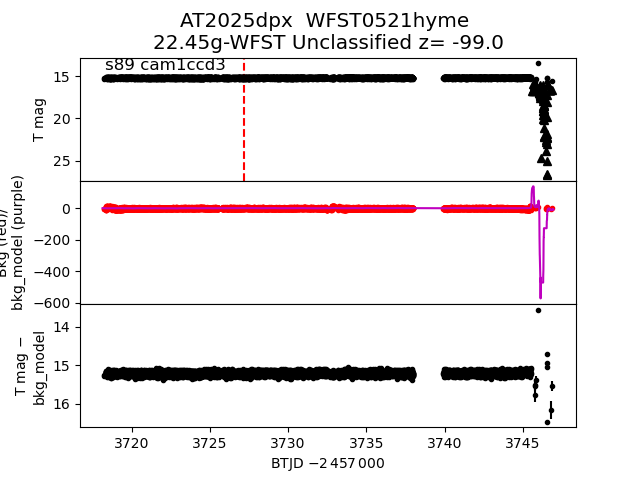 AT2025dpx  WFST0521hyme
22.45g-WFST Unclassified z= -99.0
s89 cam1ccd3
15
20
25
T mag
0
−200
−400
−600
Bkg (red)/
bkg_model (purple)
14
15
16
T mag −
bkg_model
3720
3725
3730
3735
3740
3745
BTJD −2 457 000